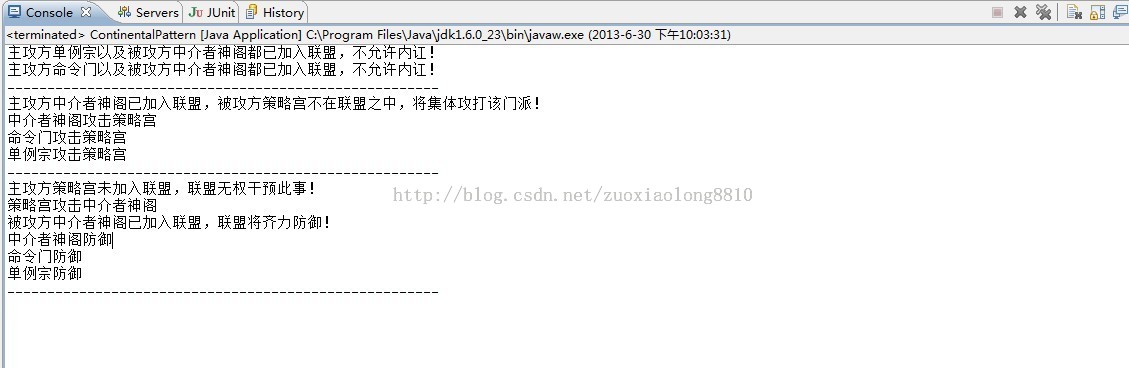 Console Servers JUnit History
<terminated> ContinentalPattern [Java Application] C:\Program Files\Java\jdk1.6.0_23\bin\javaw.exe (2013-6-30 下午10:03:31)
主攻方单例宗以及被攻方中介者神阁都已加入联盟，不允许内讧！
主攻方命令门以及被攻方中介者神阁都已加入联盟，不允许内讧！
------------------------------------------------------
主攻方中介者神阁已加入联盟，被攻方策略宫不在联盟之中，将集体攻打该门派！
中介者神阁攻击策略宫
命令门攻击策略宫
单例宗攻击策略宫
------------------------------------------------------
主攻方策略宫未加入联盟，联盟无权干预此事！
http://blog.csdn.net/zuoxiaolong8810
策略宫攻击中介者神阁
被攻方中介者神阁已加入联盟，联盟将齐力防御！
中介者神阁防御
命令门防御
单例宗防御
------------------------------------------------------